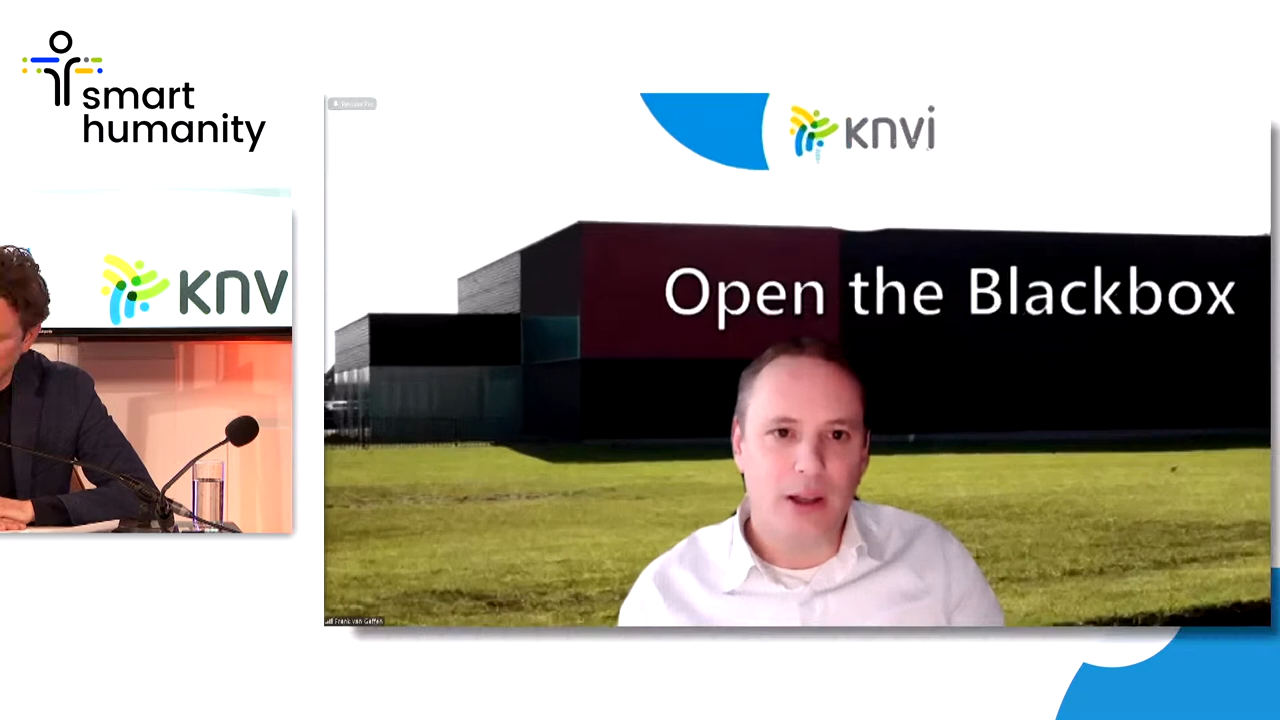 smart
humanity
knvi
KNV
Open the Blackbox
Frank van Geffen